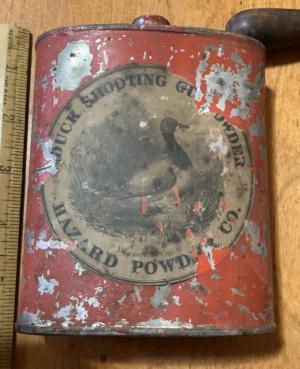 DUCK SHOOTING GUNPOWDER
HAZARD POWDER CO.